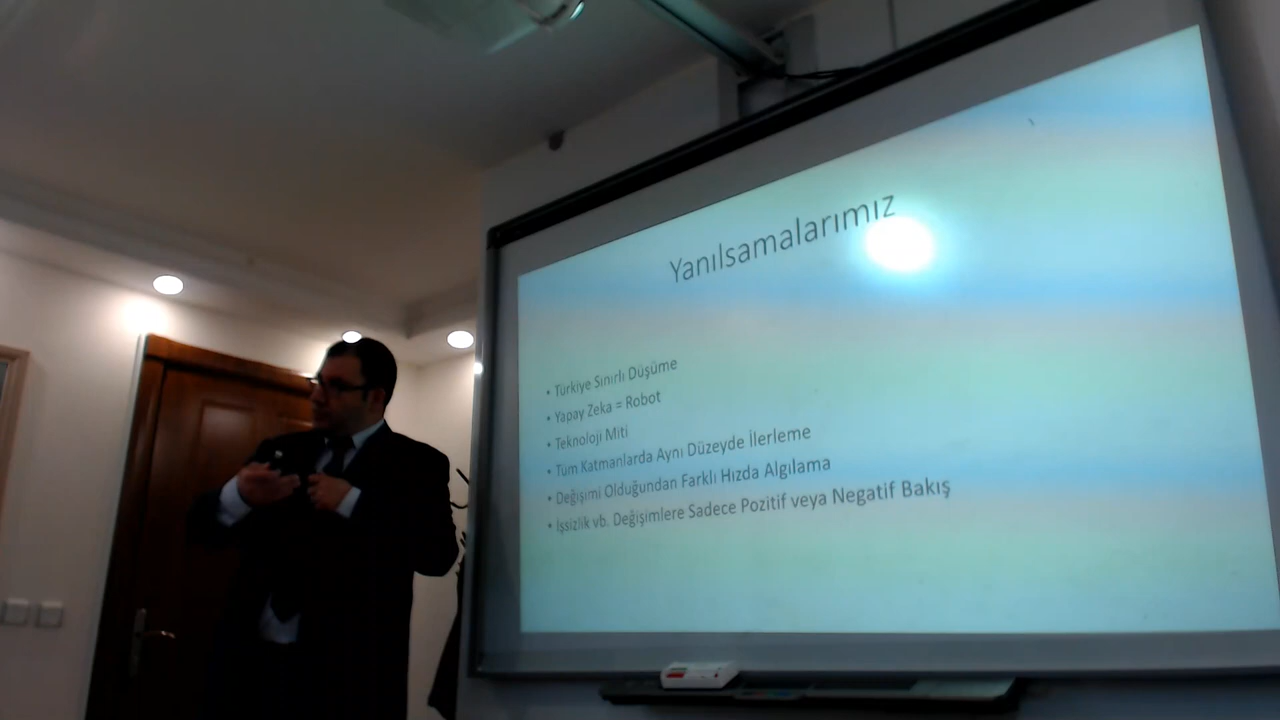 Yanılsamalarımız
• Türkiye Sınırlı Düşüme
• Yapay Zeka = Robot
• Teknoloji Miti
• Tüm Katmanlarda Aynı Düzeyde İlerleme
• Değişimi Olduğundan Farklı Hızda Algılama
• İşsizlik vb. Değişimlere Sadece Pozitif veya Negatif Bakış